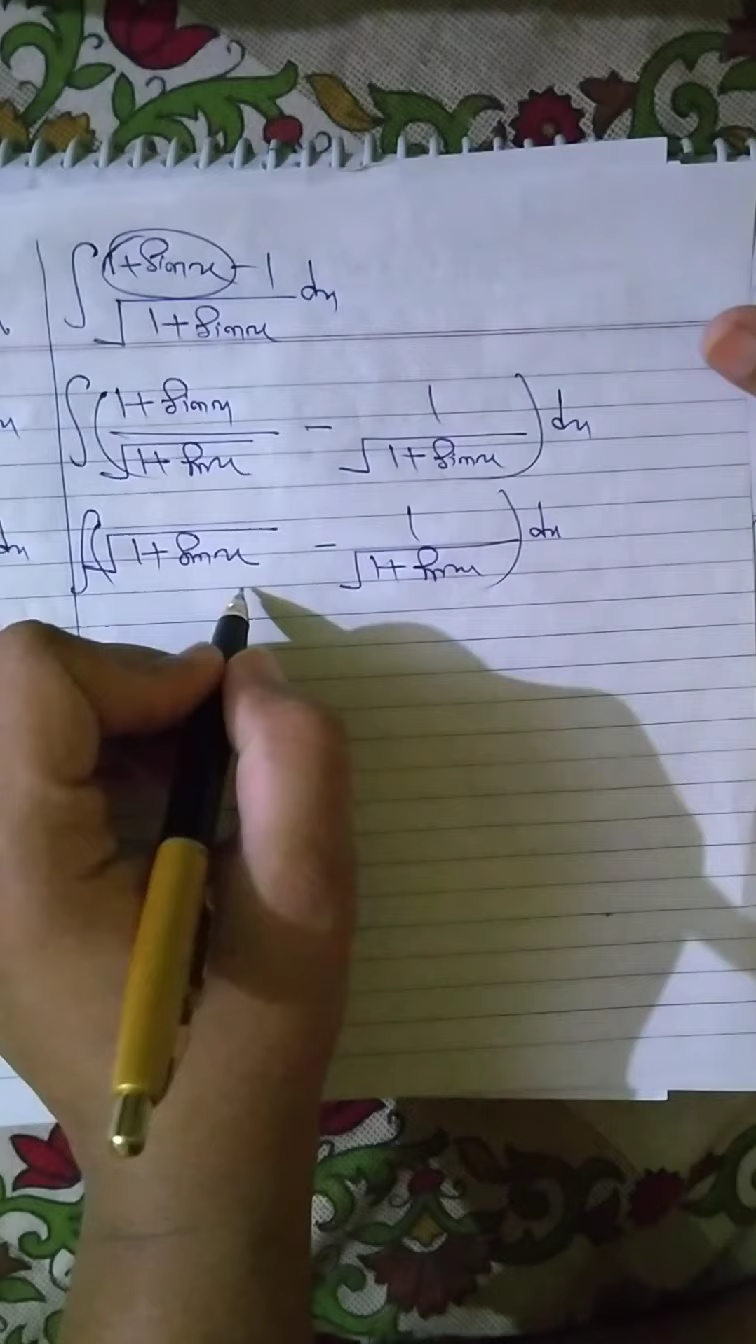 ∫ (1+sinx - 1)/√(1+sinx) dx
∫ ( (1+sinx)/√(1+sinx) - 1/√(1+sinx) ) dx
dx ∫ ( √(1+sinx) - 1/√(1+sinx) ) dx